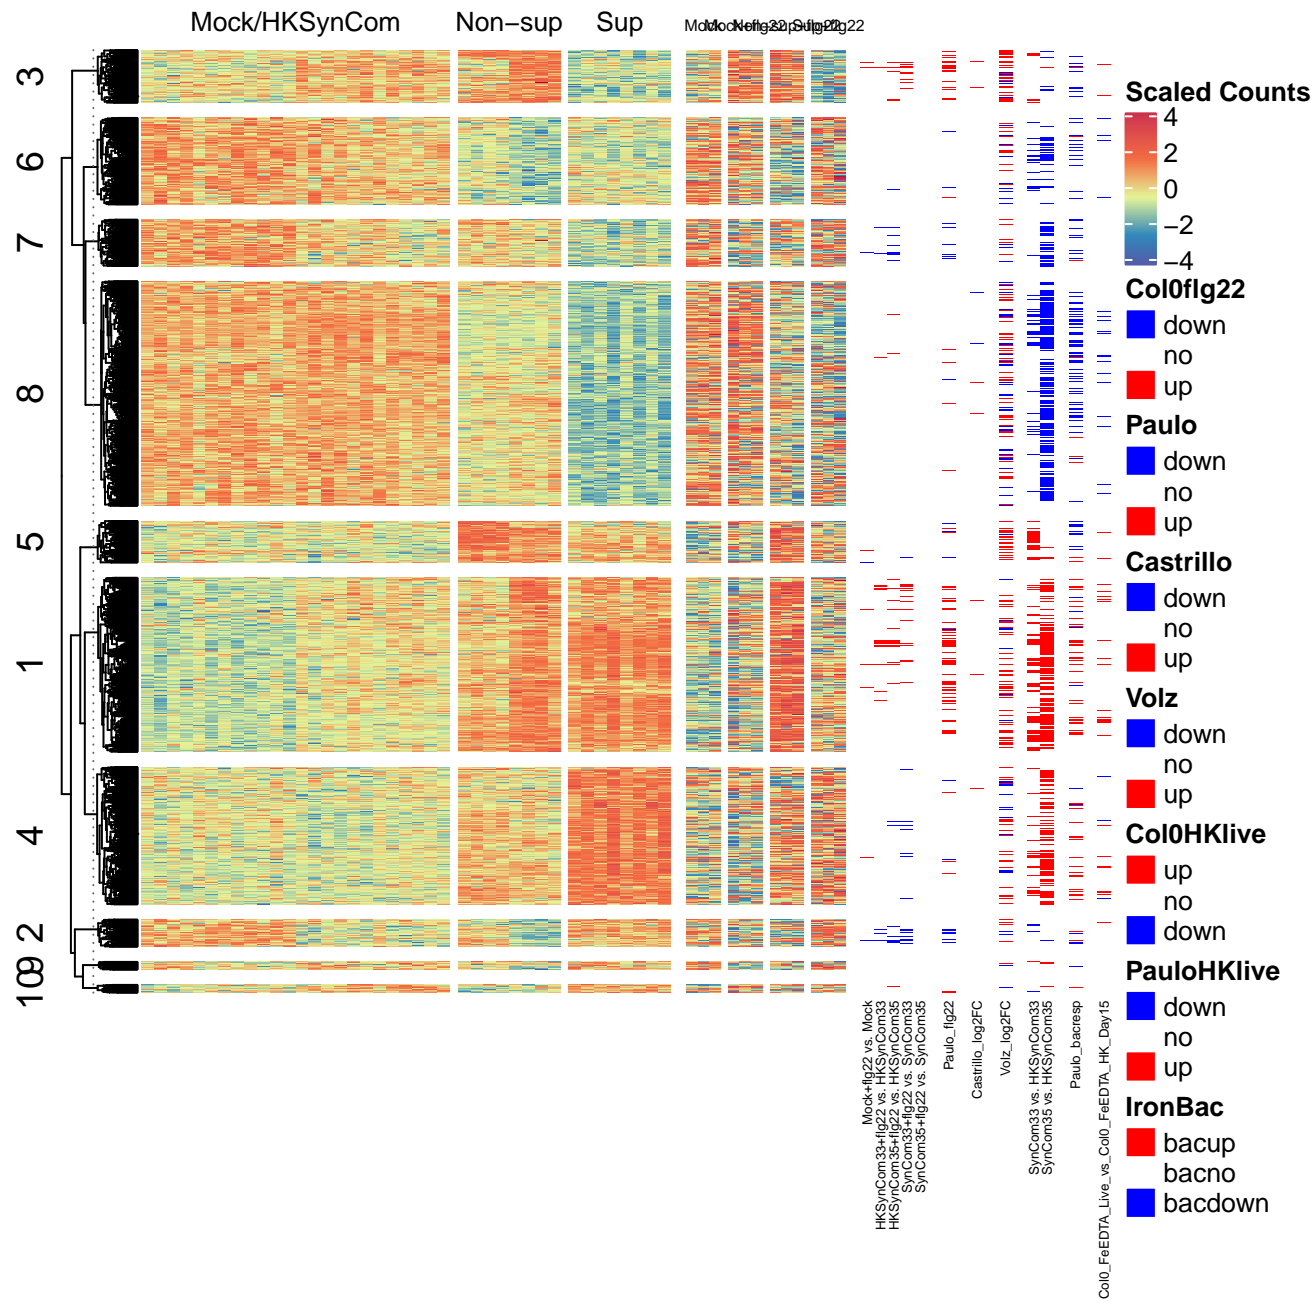 Mock/HKSynCom
Non−sup
Sup
Mock
3
6
7
8
5
1
4
2
9
10
Mock+flg22 vs. Mock
HKSynCom33+flg22 vs. HKSynCom33
HKSynCom35+flg22 vs. HKSynCom35
SynCom33+flg22 vs. SynCom33
SynCom35+flg22 vs. SynCom35
Paulo_flg22
Castrillo_log2FC
Volz_log2FC
SynCom33 vs. HKSynCom33
SynCom35 vs. HKSynCom35
Paulo_bacresp
Col0_FeEDTA_Live_vs_Col0_FeEDTA_HK_Day15
Scaled Counts
4
2
0
−2
−4
Col0flg22
down
no
up
Paulo
down
no
up
Castrillo
down
no
up
Volz
down
no
up
Col0HKlive
up
no
down
PauloHKlive
down
no
up
IronBac
bacup
bacno
bacdown